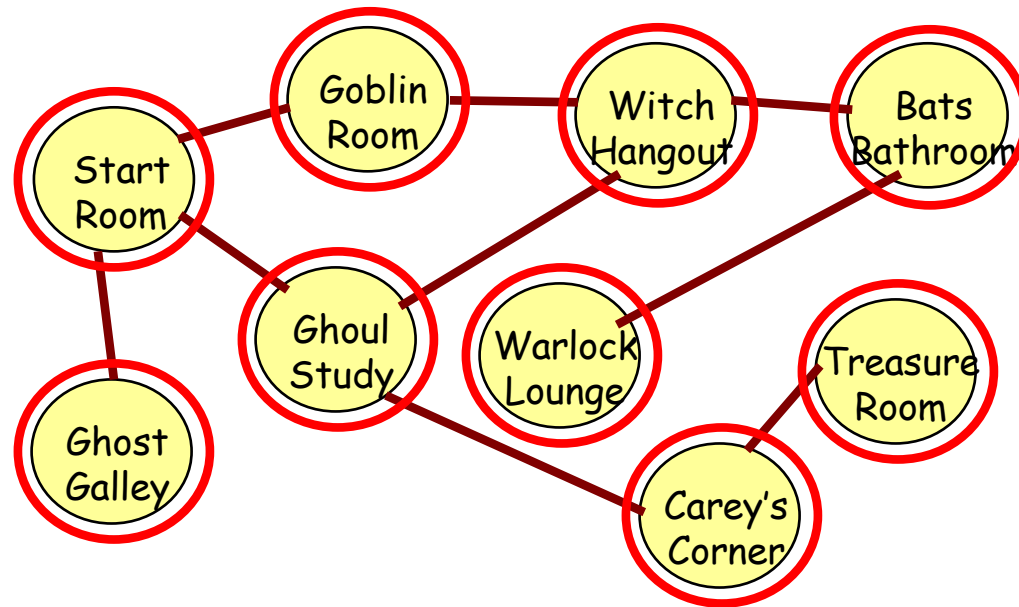 Goblin
Room
Witch
Hangout
Bats
Bathroom
Start
Room
Ghoul
Study
Warlock
Lounge
Treasure
Room
Ghost
Galley
Carey's
Corner